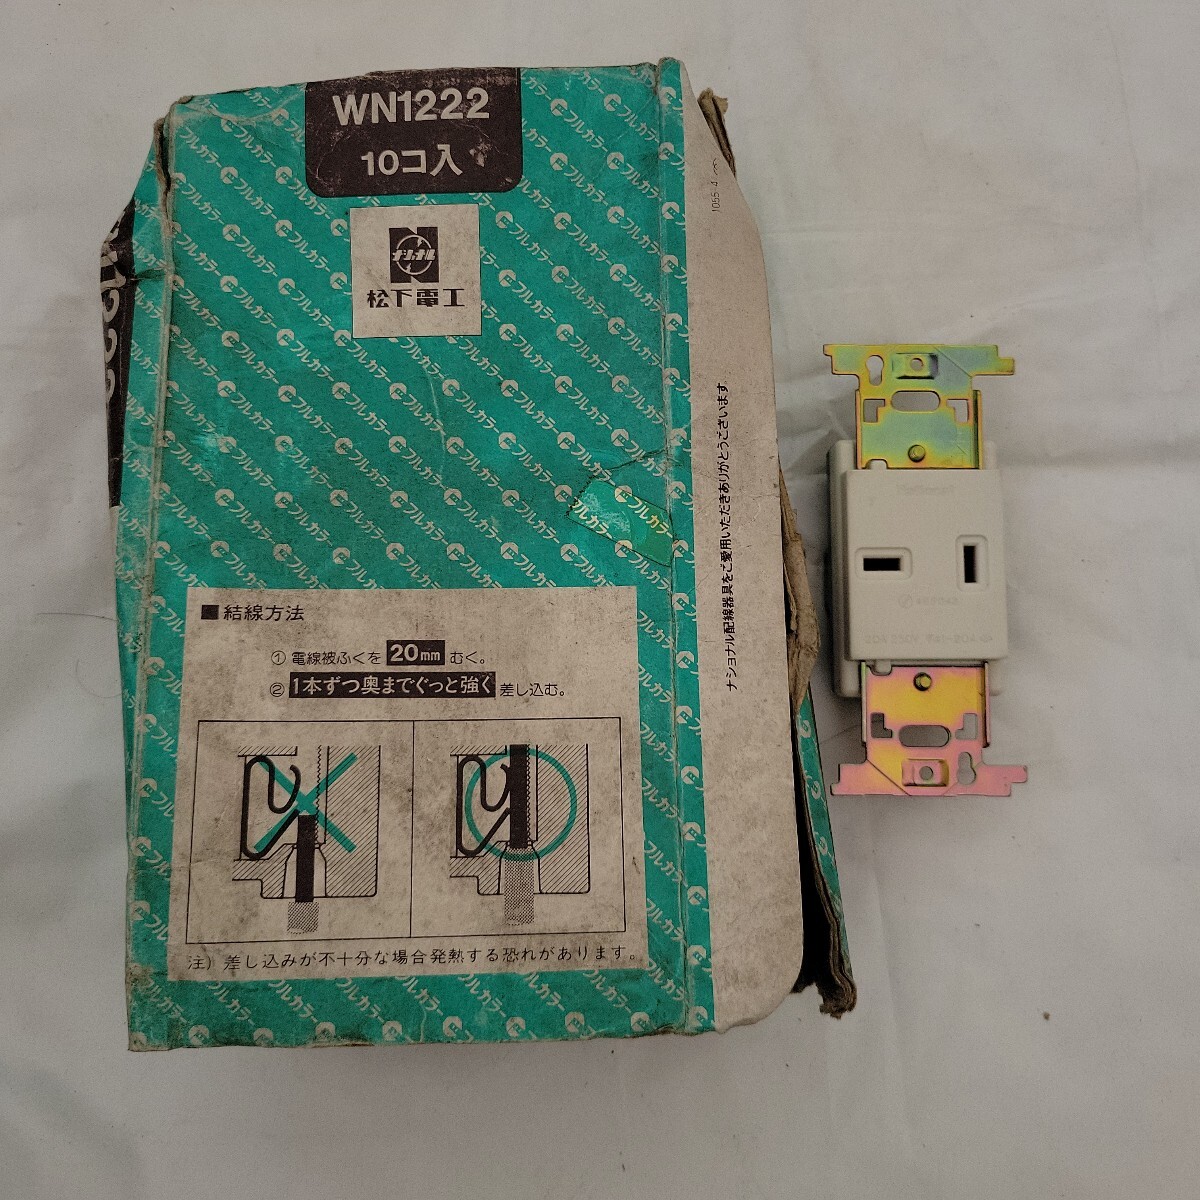 WN1222
10コ入
ナショナル
松下電工
フルカラー
1055-4
ナショナル配線器具をご愛用いただきありがとうございます
■結線方法
① 電線被ふくを 20mm むく。
② 1本ずつ奥までぐっと強く 差し込む。
注) 差し込みが不十分な場合発熱する恐れがあります。
National